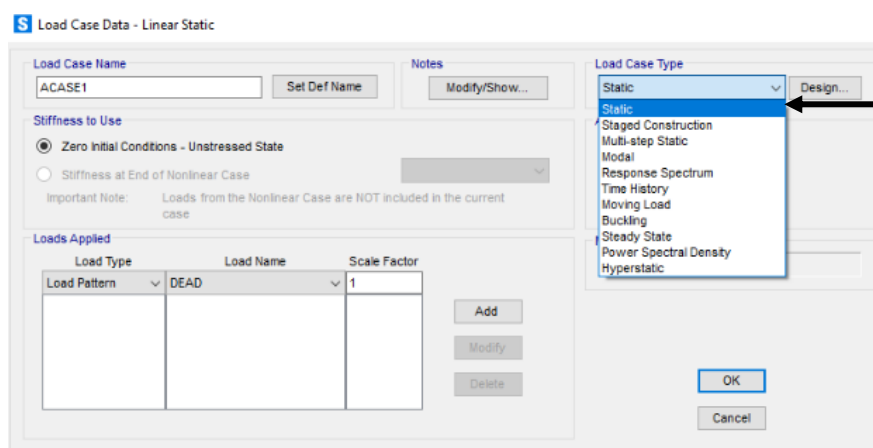 S Load Case Data - Linear Static
Load Case Name
Notes
Load Case Type
ACASE1
Set Def Name
Modify/Show...
Static
Design...
Static
Staged Construction
Multi-step Static
Modal
Response Spectrum
Time History
Moving Load
Buckling
Steady State
Power Spectral Density
Hyperstatic
Stiffness to Use
Zero Initial Conditions - Unstressed State
Stiffness at End of Nonlinear Case
Important Note: Loads from the Nonlinear Case are NOT included in the current
case
Loads Applied
Load Type Load Name Scale Factor
Load Pattern DEAD 1
Add
Modify
Delete
OK
Cancel